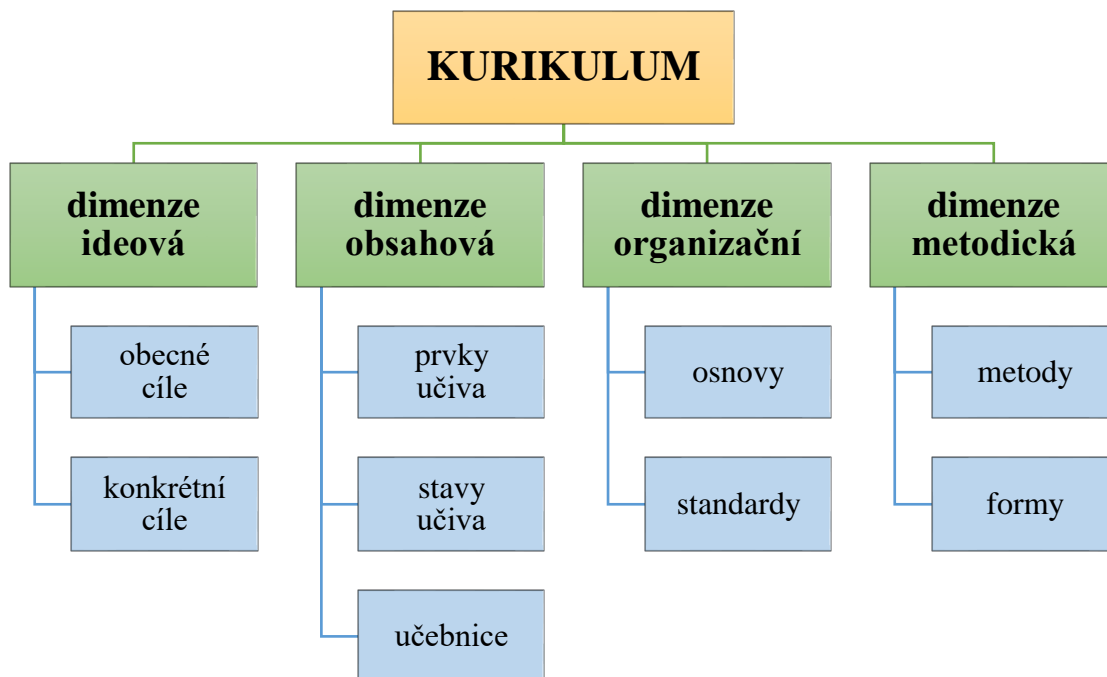 KURIKULUM
dimenze
ideová
dimenze
obsahová
dimenze
organizační
dimenze
metodická
obecné
cíle
prvky
učiva
osnovy
metody
konkrétní
cíle
stavy
učiva
standardy
formy
učebnice